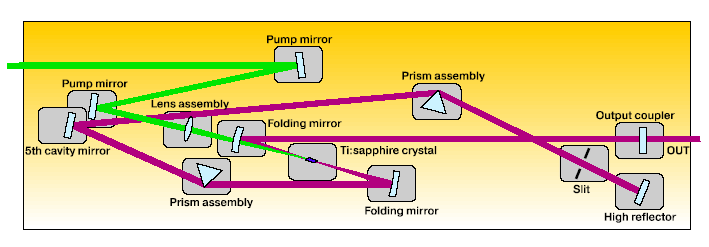 Pump mirror
Prism assembly
Pump mirror
Lens assembly
Output coupler
Folding mirror
5th cavity mirror
Ti:sapphire crystal
OUT
Slit
Prism assembly
Folding mirror
High reflector